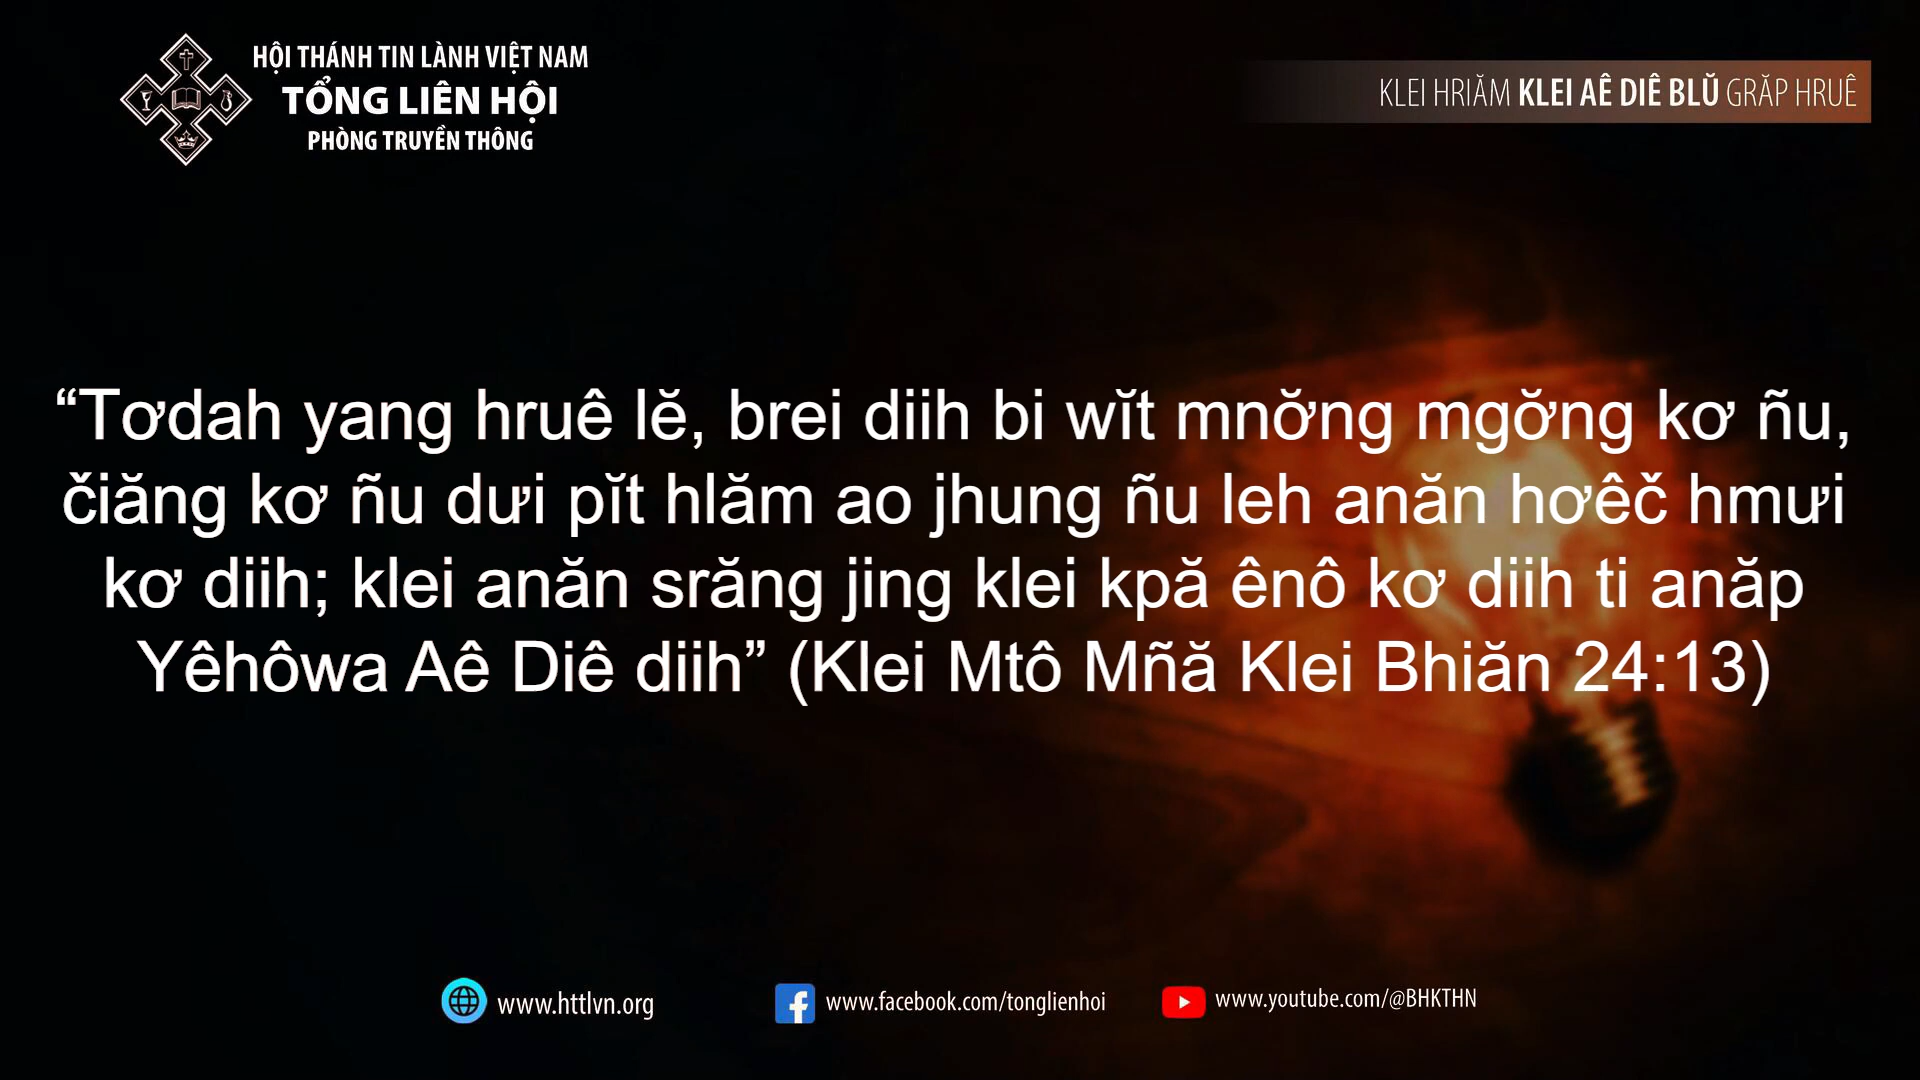 HỘI THÁNH TIN LÀNH VIỆT NAM
TỔNG LIÊN HỘI
PHÒNG TRUYỀN THÔNG
KLEI HRIĂM KLEI AÊ DIÊ BLŬ GRĂP HRUÊ
“Tơdah yang hruê lĕ, brei diih bi wĭt mnơ̆ng mgơ̆ng kơ ñu,
čiăng kơ ñu dưi pĭt hlăm ao jhung ñu leh anăn hơêč hmưi
kơ diih; klei anăn srăng jing klei kpă ênô kơ diih ti anăp
Yêhôwa Aê Diê diih” (Klei Mtô Mñă Klei Bhiăn 24:13)
www.httlvn.org
www.facebook.com/tonglienhoi
www.youtube.com/@BHKTHN